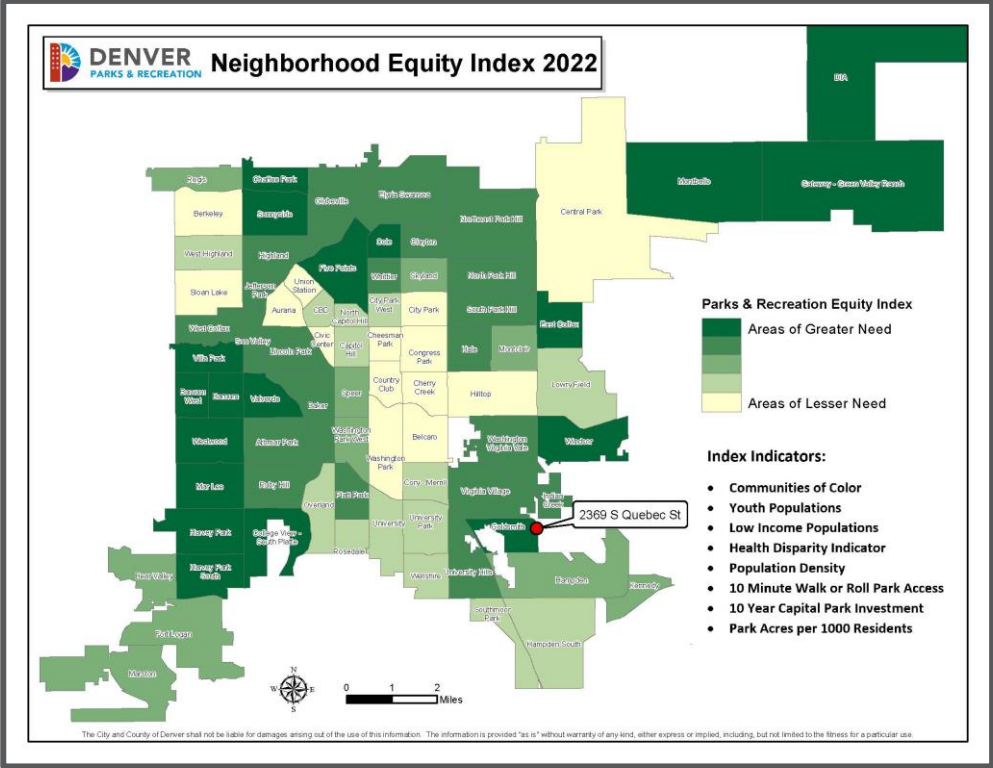 DENVER
PARKS & RECREATION
Neighborhood Equity Index 2022
DIA
Regis
Chaffee Park
Globeville
Elyria Swansea
Montbello
Gateway - Green Valley Ranch
Berkeley
Sunnyside
Northeast Park Hill
Central Park
West Highland
Highland
Five Points
Cole
Clayton
Sloan Lake
Jefferson
Park
Union
Station
Whittier
Skyland
North Park Hill
Auraria
CBD
North
Capitol Hill
City Park
West
City Park
South Park Hill
West Colfax
Sun Valley
Lincoln Park
Civic
Center
Capitol
Hill
Cheesman
Park
Congress
Park
Hale
Montclair
East Colfax
Villa Park
Barnum
West
Barnum
Valverde
Baker
Speer
Country
Club
Cherry
Creek
Hilltop
Lowry Field
Westwood
Athmar Park
Washington
Park West
Washington
Park
Belcaro
Washington
Virginia Vale
Windsor
Mar Lee
Ruby Hill
Overland
Platt Park
Cory - Merrill
Virginia Village
Indian
Creek
Harvey Park
College View -
South Platte
Rosedale
University
University
Park
Goldsmith
2369 S Quebec St
Bear Valley
Harvey Park
South
Wellshire
University Hills
Hampden
Kennedy
Fort Logan
Southmoor
Park
Hampden South
Marston
Parks & Recreation Equity Index
Areas of Greater Need
Areas of Lesser Need
Index Indicators:
• Communities of Color
• Youth Populations
• Low Income Populations
• Health Disparity Indicator
• Population Density
• 10 Minute Walk or Roll Park Access
• 10 Year Capital Park Investment
• Park Acres per 1000 Residents
N
W E
S
0 1 2
Miles
The City and County of Denver shall not be liable for damages arising out of the use of this information. The information is provided "as is" without warranty of any kind, either express or implied, including, but not limited to the fitness for a particular use.